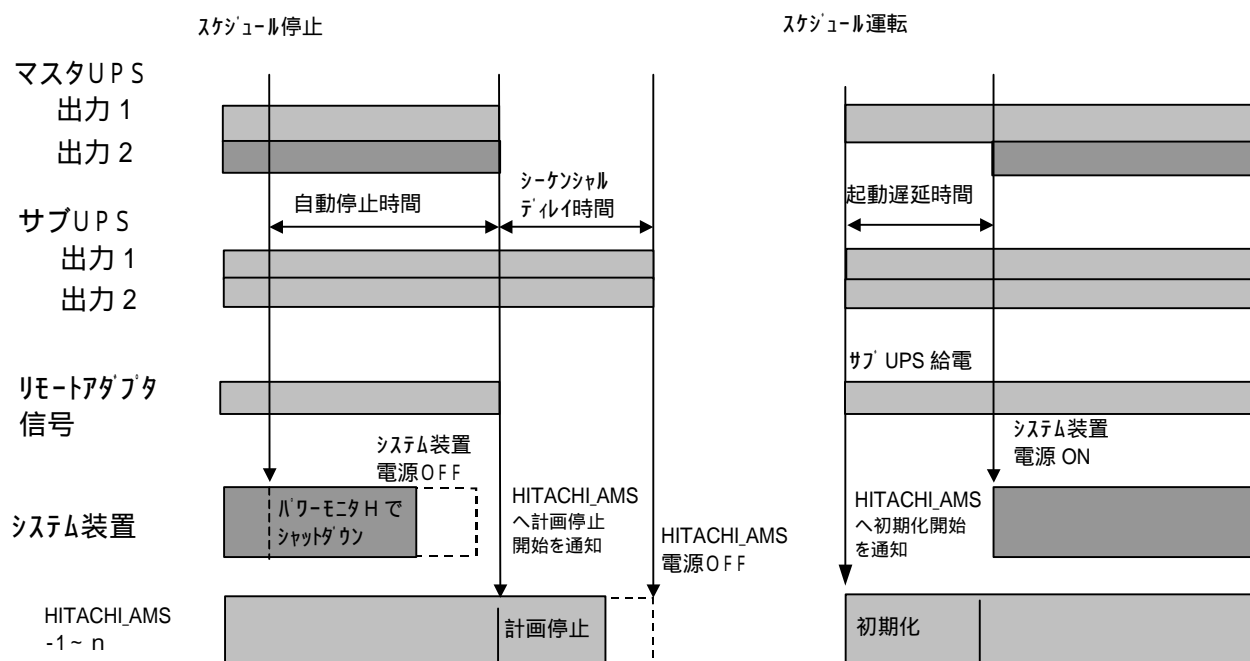 ｽｹｼﾞｭｰﾙ停止
ｽｹｼﾞｭｰﾙ運転
マスタUPS
出力 1
出力 2
自動停止時間
ｼｰｹﾝｼｬﾙ
ﾃﾞｨﾚｲ時間
起動遅延時間
サブUPS
出力 1
出力 2
ｻﾌﾞ UPS 給電
ﾘﾓｰﾄｱﾀﾞﾌﾟﾀ
信号
ｼｽﾃﾑ装置
電源OFF
ｼｽﾃﾑ装置
電源 ON
ｼｽﾃﾑ装置
ﾊﾟﾜｰﾓﾆﾀ H で
ｼｬｯﾄﾀﾞｳﾝ
HITACHI_AMS
へ計画停止
開始を通知
HITACHI_AMS
電源OFF
HITACHI_AMS
へ初期化開始
を通知
HITACHI_AMS
-1~ n
計画停止
初期化